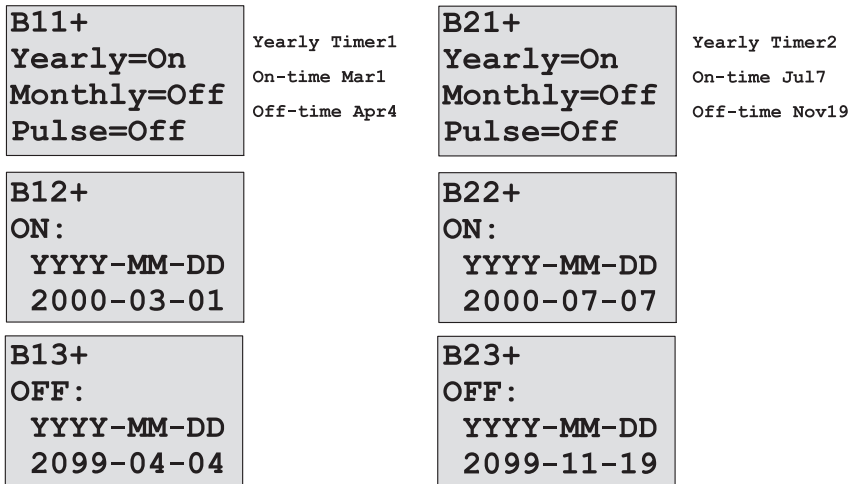 B11+
Yearly=On
Monthly=Off
Pulse=Off
Yearly Timer1
On-time Mar1
Off-time Apr4
B21+
Yearly=On
Monthly=Off
Pulse=Off
Yearly Timer2
On-time Jul7
Off-time Nov19
B12+
ON:
YYYY-MM-DD
2000-03-01
B22+
ON:
YYYY-MM-DD
2000-07-07
B13+
OFF:
YYYY-MM-DD
2099-04-04
B23+
OFF:
YYYY-MM-DD
2099-11-19